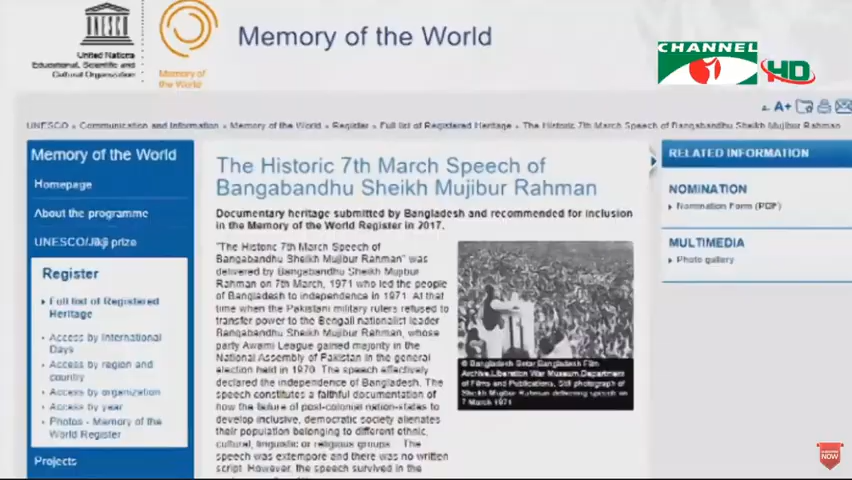 United Nations
Educational, Scientific and
Cultural Organization
Memory of
the World
Memory of the World
CHANNEL
HD
A+
UNESCO » Communication and Information » Memory of the World » Register » Full list of Registered Heritage » The Historic 7th March Speech of Bangabandhu Sheikh Mujibur Rahman
Memory of the World
Homepage
About the programme
UNESCO/Jikji prize
Register
Full list of Registered
Heritage
Access by International
Days
Access by region and
country
Access by organization
Access by year
Photos - Memory of the
World Register
Projects
The Historic 7th March Speech of
Bangabandhu Sheikh Mujibur Rahman
Documentary heritage submitted by Bangladesh and recommended for inclusion
in the Memory of the World Register in 2017.
"The Historic 7th March Speech of
Bangabandhu Sheikh Mujibur Rahman" was
delivered by Bangabandhu Sheikh Mujibur
Rahman on 7th March, 1971 who led the people
of Bangladesh to independence in 1971. At that
time when the Pakistani military rulers refused to
transfer power to the Bengali nationalist leader
Bangabandhu Sheikh Mujibur Rahman, whose
party Awami League gained majority in the
National Assembly of Pakistan in the general
election held in 1970. The speech effectively
declared the independence of Bangladesh. The
speech constitutes a faithful documentation of
how the failure of post-colonial nation-states to
develop inclusive, democratic society alienates
their population belonging to different ethnic,
cultural, linguistic or religious groups. The
speech was extempore and there was no written
script. However, the speech survived in the
© Bangladesh Betar, Bangladesh Film
Archive, Liberation War Museum, Department
of Films and Publications, Still photograph of
Sheikh Mujibur Rahman delivering speech on
7 March 1971
RELATED INFORMATION
NOMINATION
Nomination Form (PDF)
MULTIMEDIA
Photo gallery
NOW